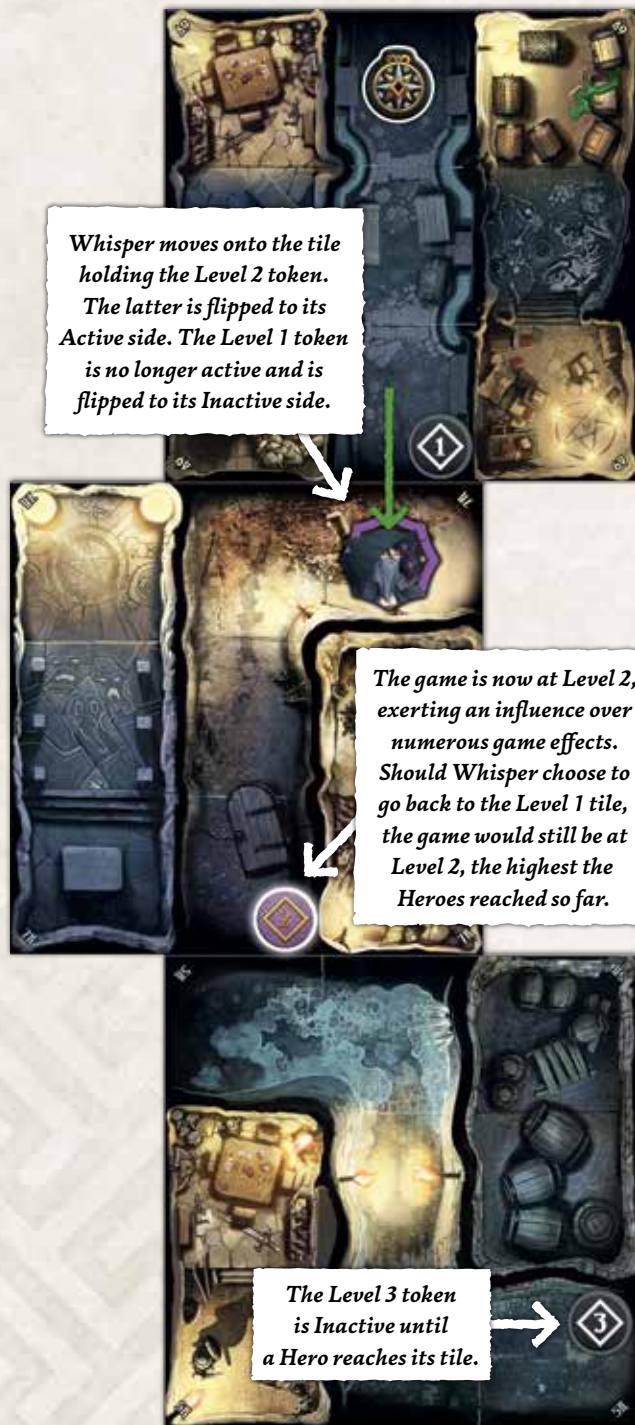 Whisper moves onto the tile
holding the Level 2 token.
The latter is flipped to its
Active side. The Level 1 token
is no longer active and is
flipped to its Inactive side.
1
The game is now at Level 2,
exerting an influence over
numerous game effects.
Should Whisper choose to
go back to the Level 1 tile,
the game would still be at
Level 2, the highest the
Heroes reached so far.
2
The Level 3 token
is Inactive until
a Hero reaches its tile.
3